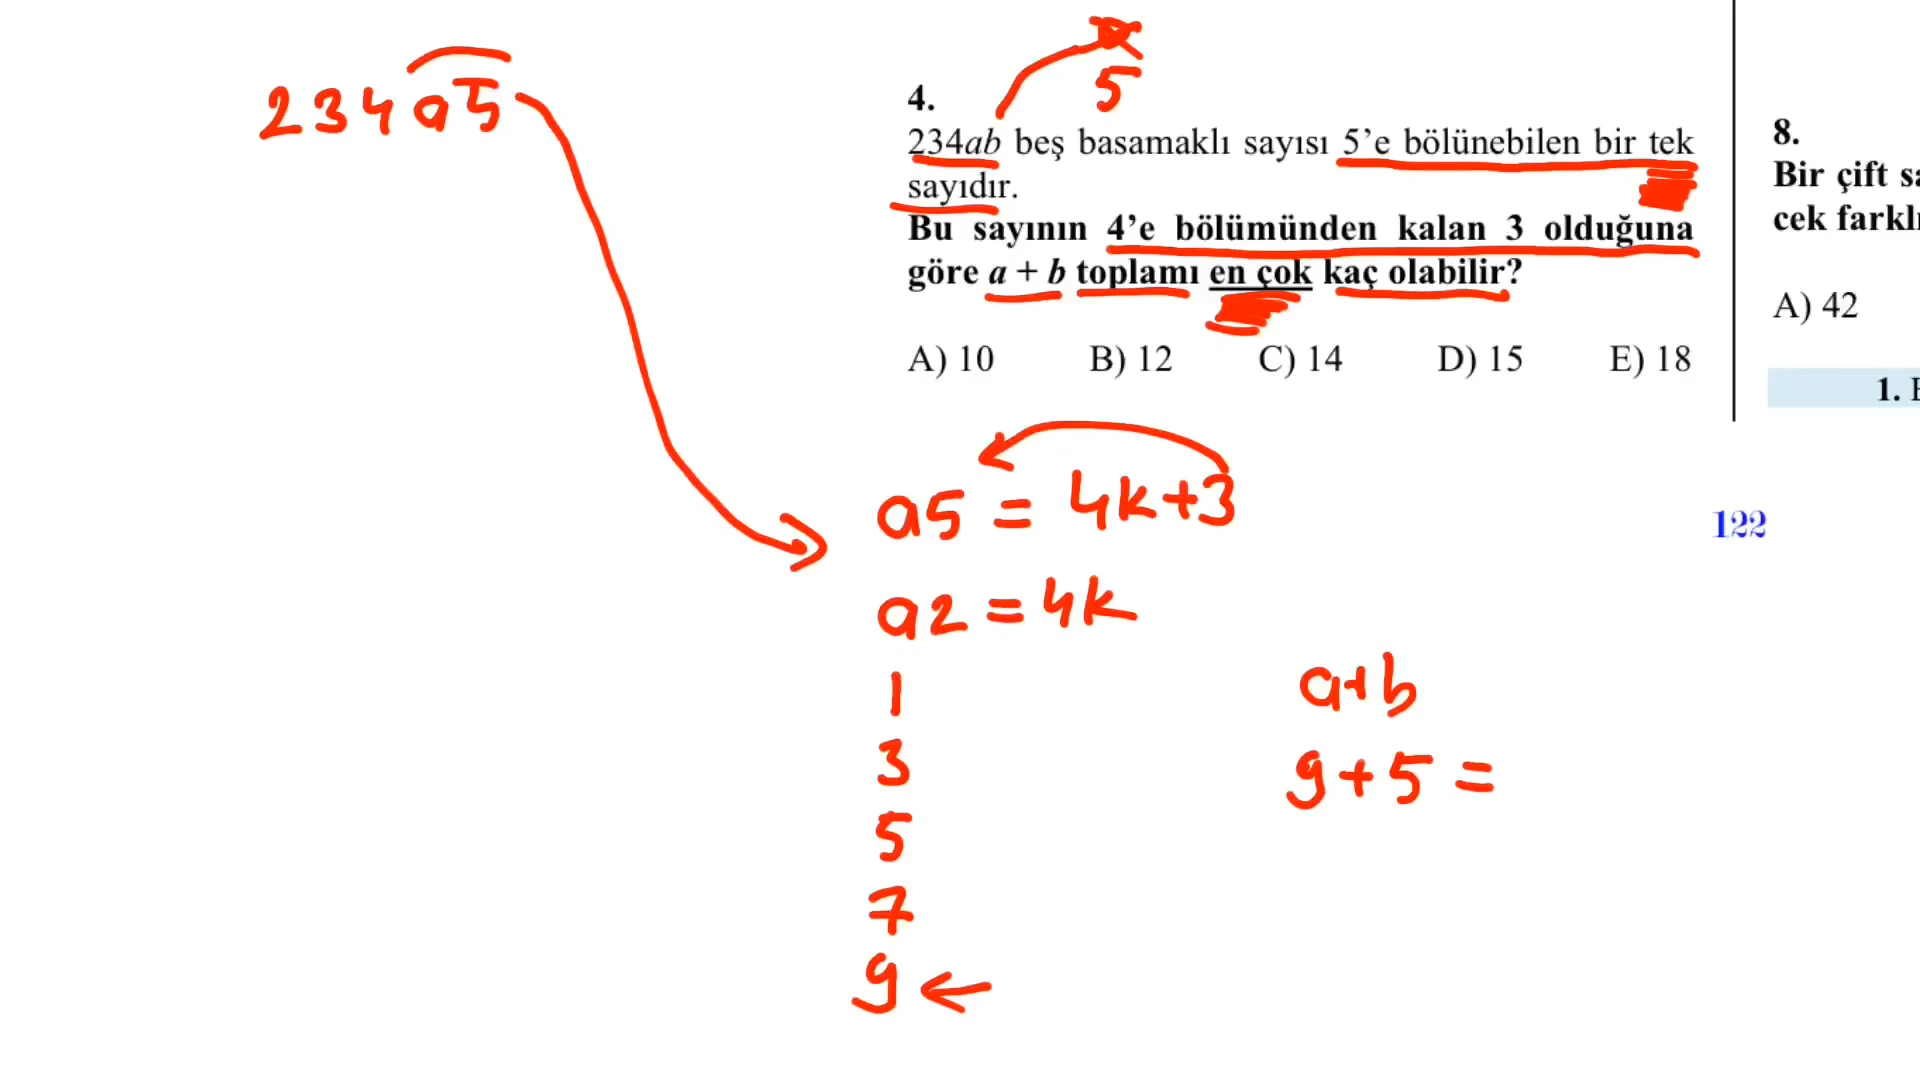 234a5
5
4.
234ab beş basamaklı sayısı 5’e bölünebilen bir tek
sayıdır.
Bu sayının 4’e bölümünden kalan 3 olduğuna
göre a + b toplamı en çok kaç olabilir?
A) 10 B) 12 C) 14 D) 15 E) 18
a5 = 4k+3
a2 = 4k
1
3
5
7
9
a+b
9+5 =
8.
Bir çift
cek
A) 42
1.
122